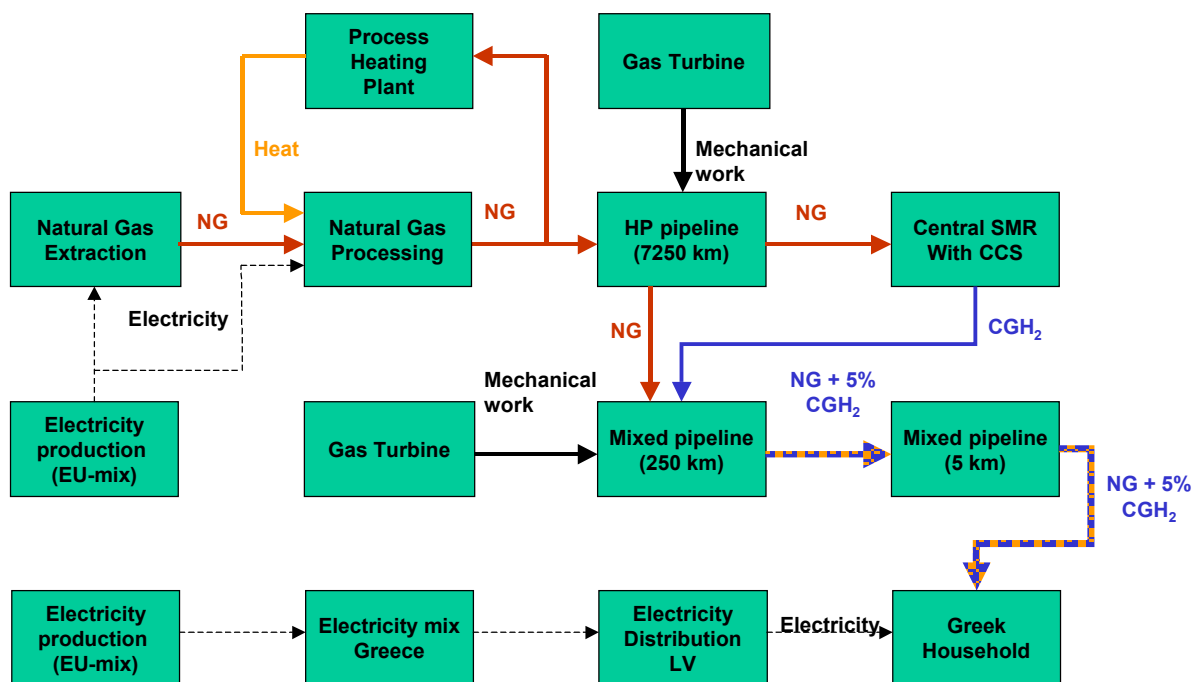 Process
Heating
Plant
Gas Turbine
Heat
Mechanical
work
Natural Gas
Extraction
NG
Natural Gas
Processing
NG
HP pipeline
(7250 km)
NG
Central SMR
With CCS
Electricity
NG
CGH₂
Mechanical
work
NG + 5%
CGH₂
Electricity
production
(EU-mix)
Gas Turbine
Mixed pipeline
(250 km)
Mixed pipeline
(5 km)
NG + 5%
CGH₂
Electricity
production
(EU-mix)
Electricity mix
Greece
Electricity
Distribution
LV
Electricity
Greek
Household